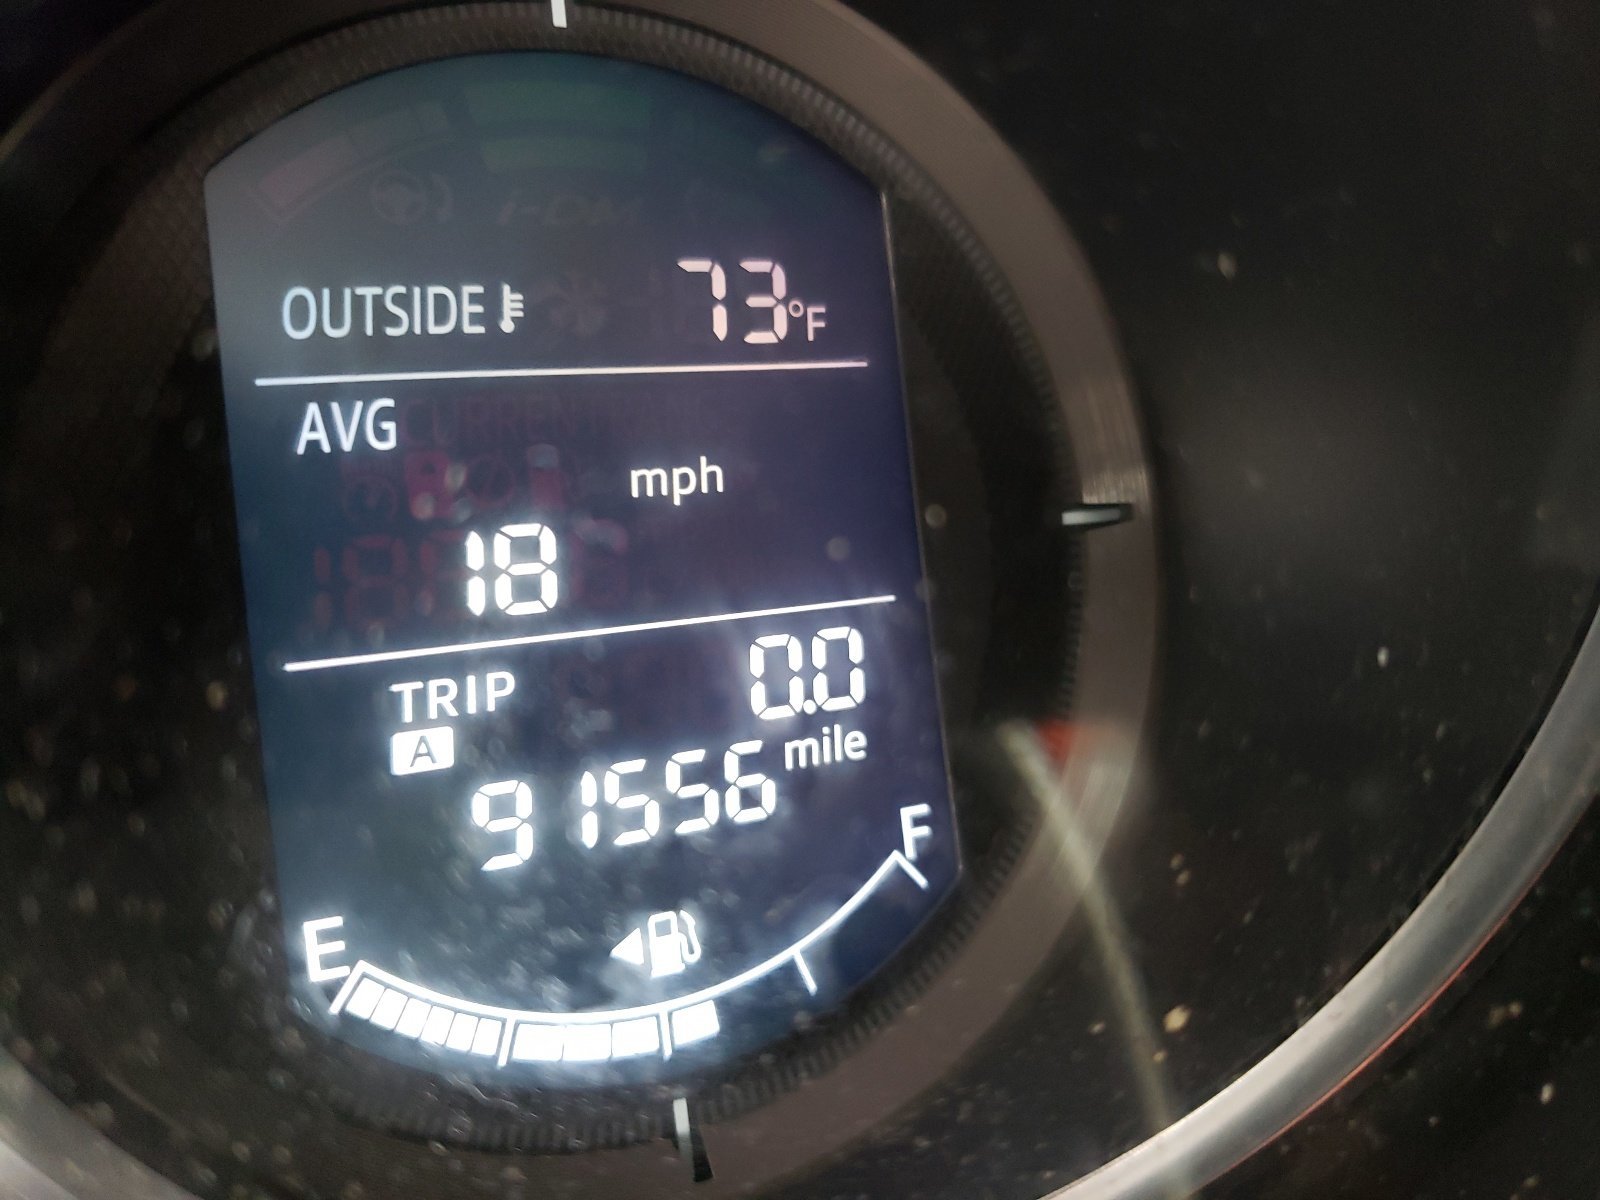 OUTSIDE 73°F
AVG
mph
18
TRIP 0.0
A mile
91556
F
E